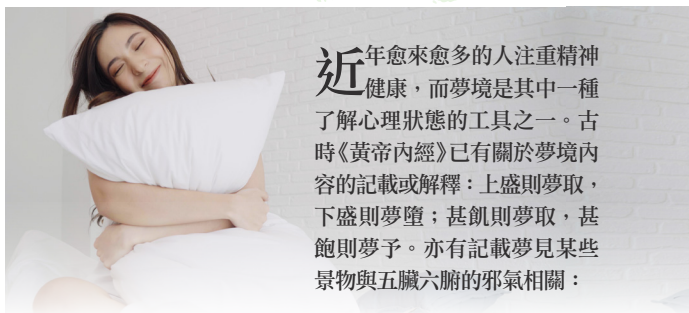 近年愈來愈多的人注重精神
健康，而夢境是其中一種
了解心理狀態的工具之一。古
時《黃帝內經》已有關於夢境內
容的記載或解釋：上盛則夢取，
下盛則夢墮；甚飢則夢取，甚
飽則夢予。亦有記載夢見某些
景物與五臟六腑的邪氣相關：